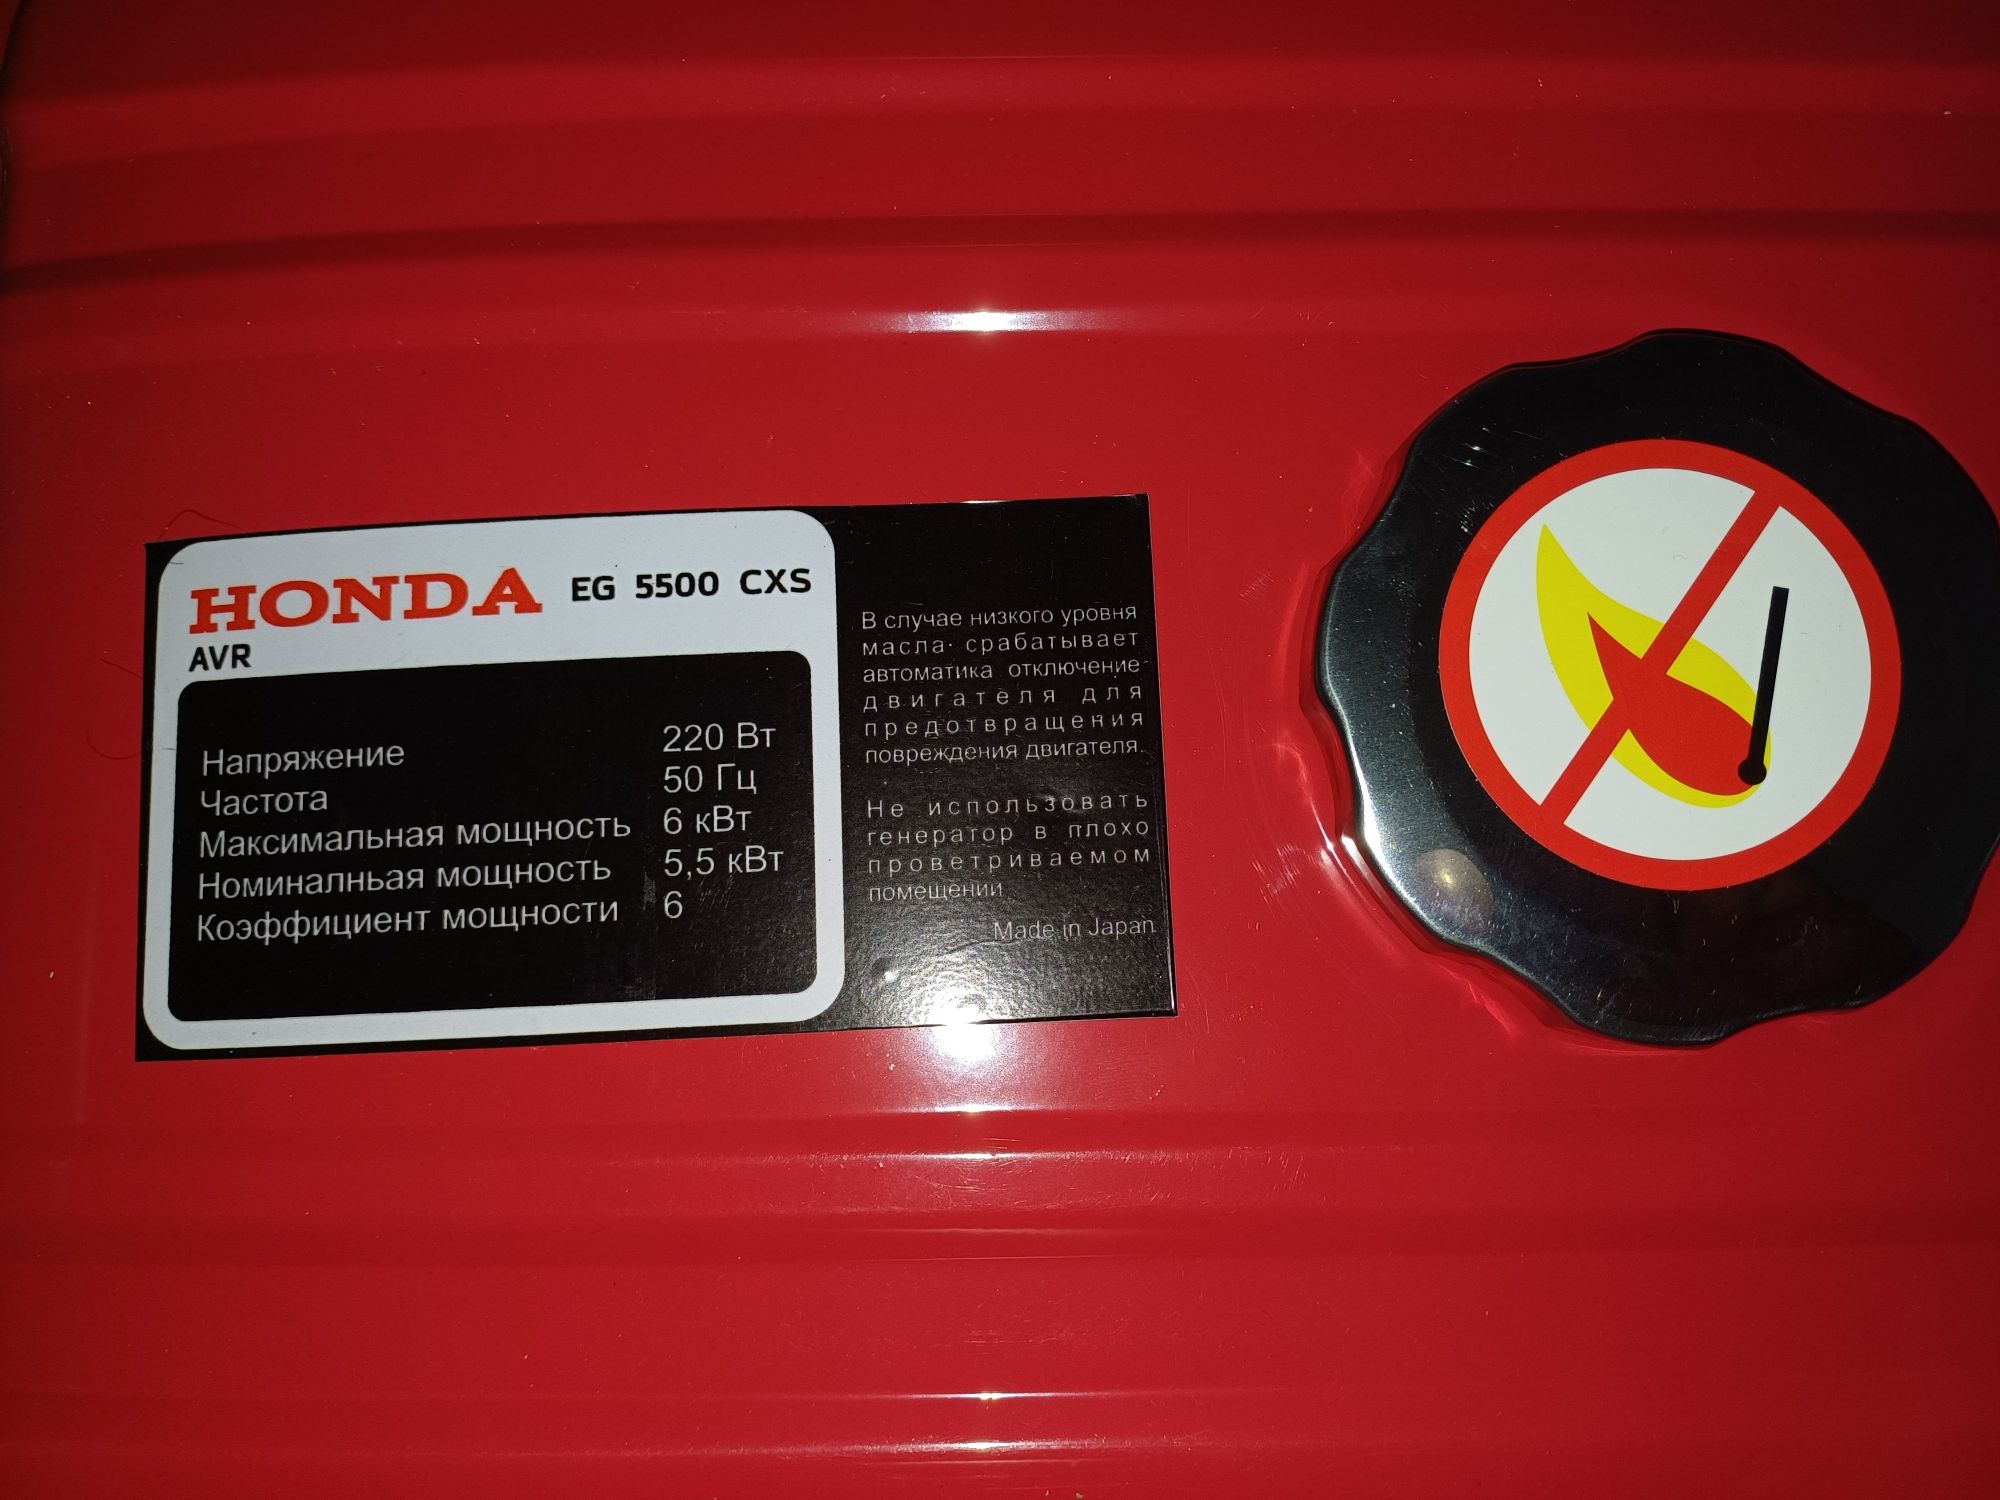 HONDA EG 5500 CXS
AVR
Напряжение 220 Вт
Частота 50 Гц
Максимальная мощность 6 кВт
Номиналньая мощность 5,5 кВт
Коэффициент мощности 6
В случае низкого уровня
масла· срабатывает
автоматика отключение
двигателя для
предотвращения
повреждения двигателя.
Не использовать
генератор в плохо
проветриваемом
помещении
Made in Japan